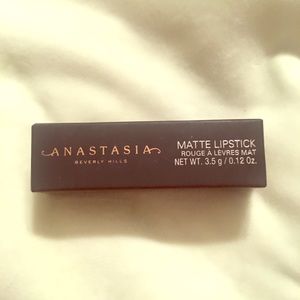 ANASTASIA
BEVERLY HILLS
MATTE LIPSTICK
ROUGE À LÈVRES MAT
NET WT. 3.5 g / 0.12 Oz.